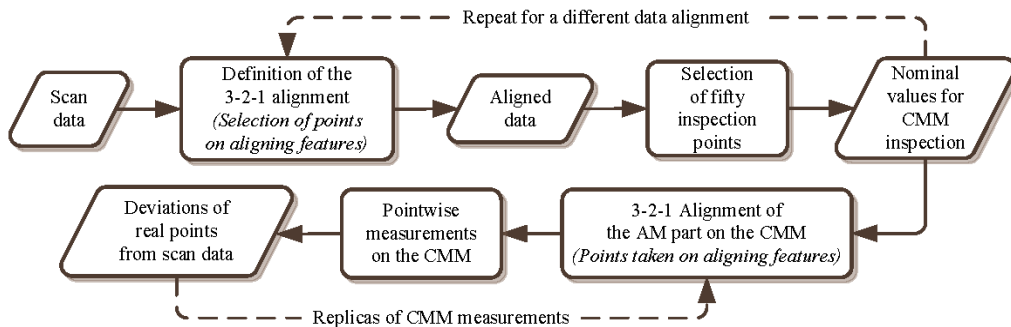 Repeat for a different data alignment
Scan
data
Definition of the
3-2-1 alignment
(Selection of points
on aligning features)
Aligned
data
Selection
of fifty
inspection
points
Nominal
values for
CMM
inspection
Deviations of
real points
from scan data
Pointwise
measurements
on the CMM
3-2-1 Alignment of
the AM part on the CMM
(Points taken on aligning features)
Replicas of CMM measurements